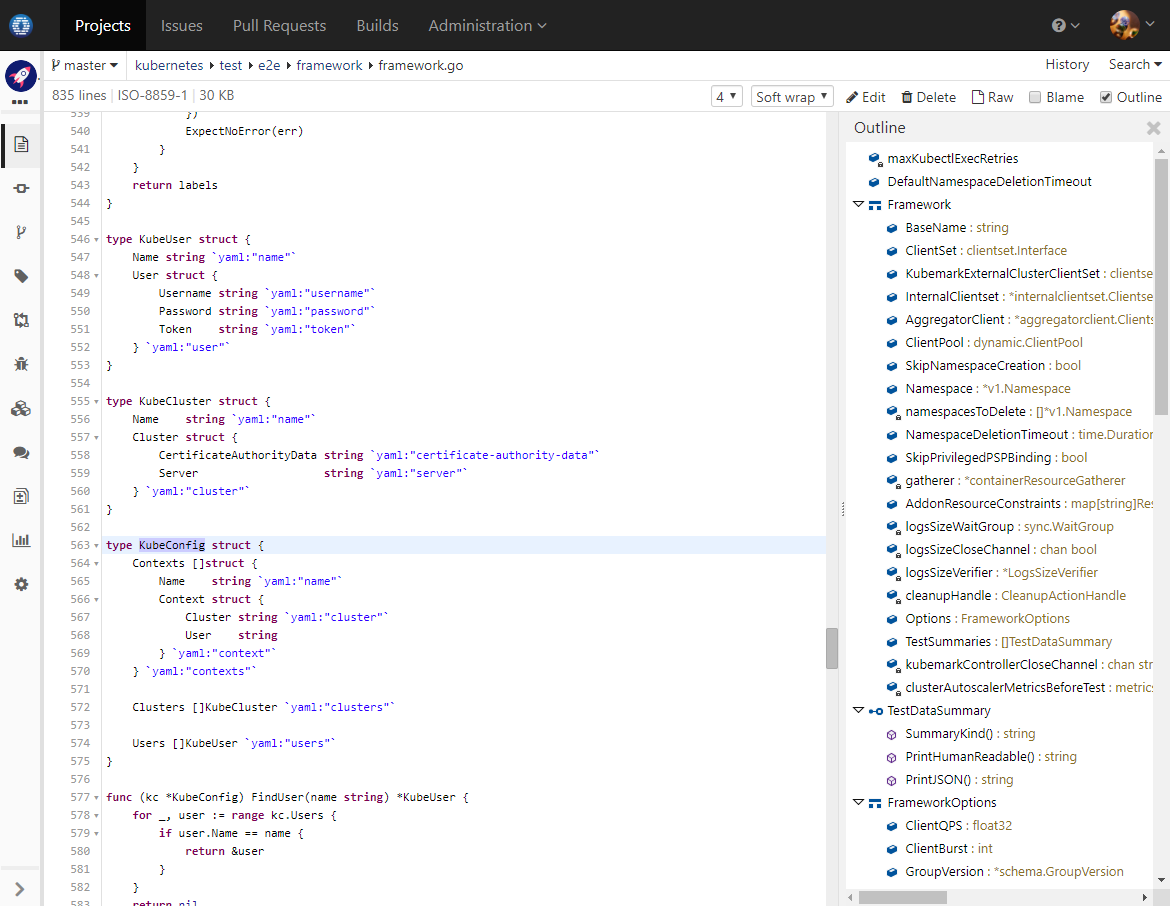 Projects Issues Pull Requests Builds Administration
master kubernetes test e2e framework framework.go History Search
835 lines | ISO-8859-1 | 30 KB 4 Soft wrap Edit Delete Raw Blame Outline
539             })
540             ExpectNoError(err)
541         }
542     }
543     return labels
544 }
545
546 type KubeUser struct {
547     Name string `yaml:"name"`
548     User struct {
549         Username string `yaml:"username"`
550         Password string `yaml:"password"`
551         Token    string `yaml:"token"`
552     } `yaml:"user"`
553 }
554
555 type KubeCluster struct {
556     Name    string `yaml:"name"`
557     Cluster struct {
558         CertificateAuthorityData string `yaml:"certificate-authority-data"`
559         Server                   string `yaml:"server"`
560     } `yaml:"cluster"`
561 }
562
563 type KubeConfig struct {
564     Contexts []struct {
565         Name    string `yaml:"name"`
566         Context struct {
567             Cluster string `yaml:"cluster"`
568             User    string
569         } `yaml:"context"`
570     } `yaml:"contexts"`
571
572     Clusters []KubeCluster `yaml:"clusters"`
573
574     Users []KubeUser `yaml:"users"`
575 }
576
577 func (kc *KubeConfig) FindUser(name string) *KubeUser {
578     for _, user := range kc.Users {
579         if user.Name == name {
580             return &user
581         }
582     }
583     return nil
Outline
maxKubectlExecRetries
DefaultNamespaceDeletionTimeout
Framework
BaseName : string
ClientSet : clientset.Interface
KubemarkExternalClusterClientSet : clientse
InternalClientset : *internalclientset.Clientse
AggregatorClient : *aggregatorclient.Clients
ClientPool : dynamic.ClientPool
SkipNamespaceCreation : bool
Namespace : *v1.Namespace
namespacesToDelete : []*v1.Namespace
NamespaceDeletionTimeout : time.Duration
SkipPrivilegedPSPBinding : bool
gatherer : *containerResourceGatherer
AddonResourceConstraints : map[string]Res
logsSizeWaitGroup : sync.WaitGroup
logsSizeCloseChannel : chan bool
logsSizeVerifier : *LogsSizeVerifier
cleanupHandle : CleanupActionHandle
Options : FrameworkOptions
TestSummaries : []TestDataSummary
kubemarkControllerCloseChannel : chan str
clusterAutoscalerMetricsBeforeTest : metrics
TestDataSummary
SummaryKind() : string
PrintHumanReadable() : string
PrintJSON() : string
FrameworkOptions
ClientQPS : float32
ClientBurst : int
GroupVersion : *schema.GroupVersion